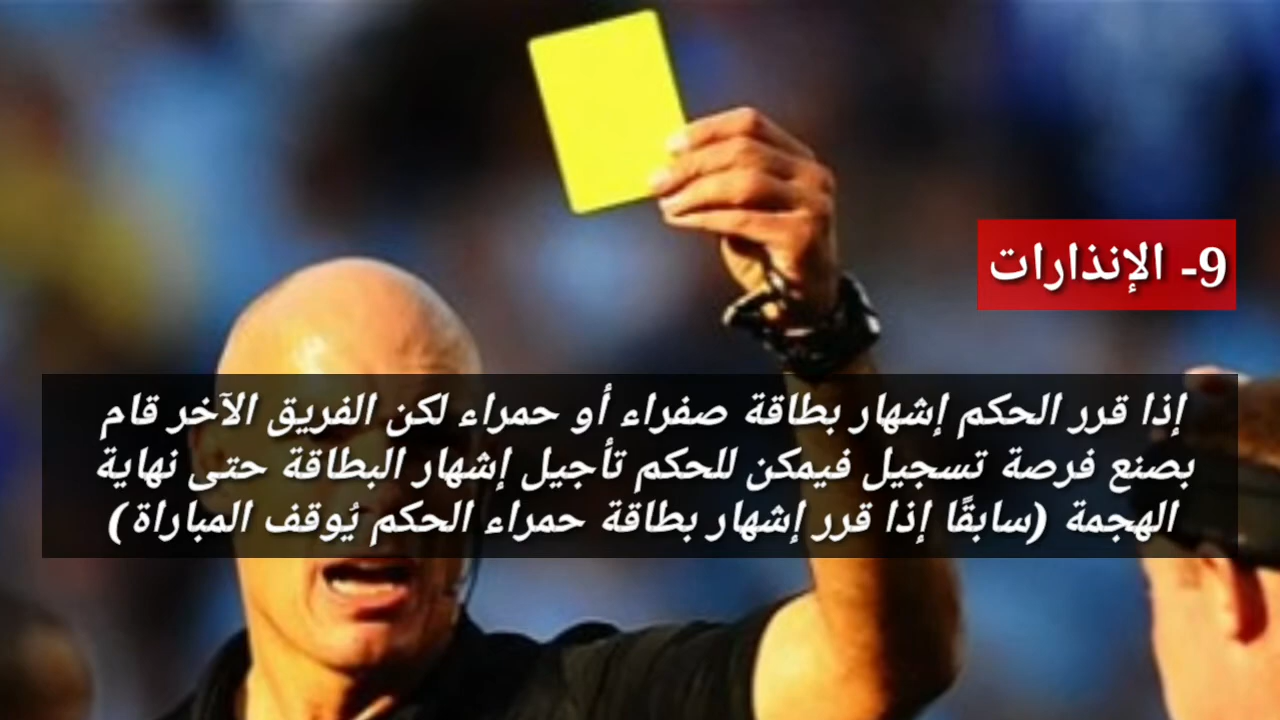 9- الإنذارات
إذا قرر الحكم إشهار بطاقة صفراء أو حمراء لكن الفريق الآخر قام
بصنع فرصة تسجيل فيمكن للحكم تأجيل إشهار البطاقة حتى نهاية
الهجمة (سابقًا إذا قرر إشهار بطاقة حمراء الحكم يُوقف المباراة)